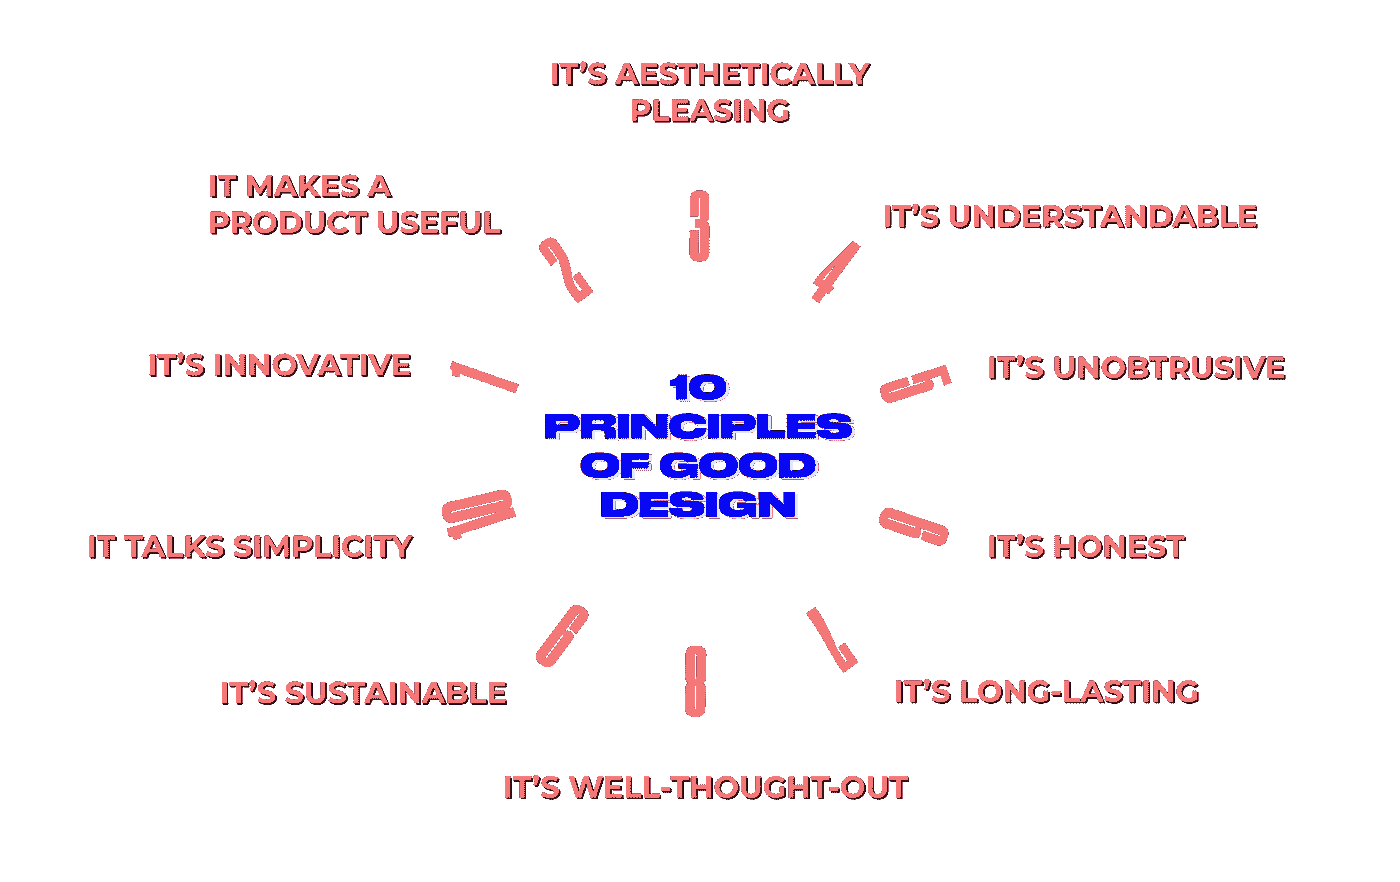 10
PRINCIPLES
OF GOOD
DESIGN
1
IT'S INNOVATIVE
2
IT MAKES A
PRODUCT USEFUL
3
IT'S AESTHETICALLY
PLEASING
4
IT'S UNDERSTANDABLE
5
IT'S UNOBTRUSIVE
6
IT'S HONEST
7
IT'S LONG-LASTING
8
IT'S WELL-THOUGHT-OUT
9
IT'S SUSTAINABLE
10
IT TALKS SIMPLICITY